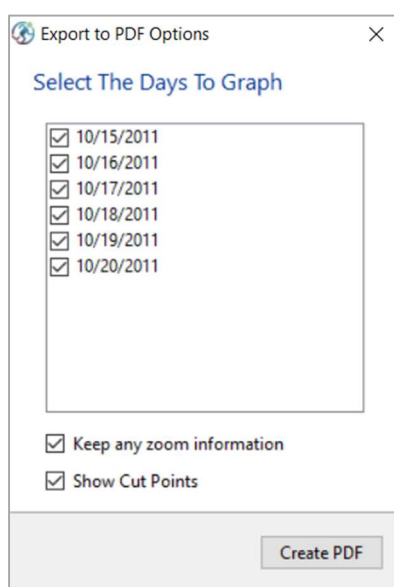 Export to PDF Options
Select The Days To Graph
10/15/2011
10/16/2011
10/17/2011
10/18/2011
10/19/2011
10/20/2011
Keep any zoom information
Show Cut Points
Create PDF